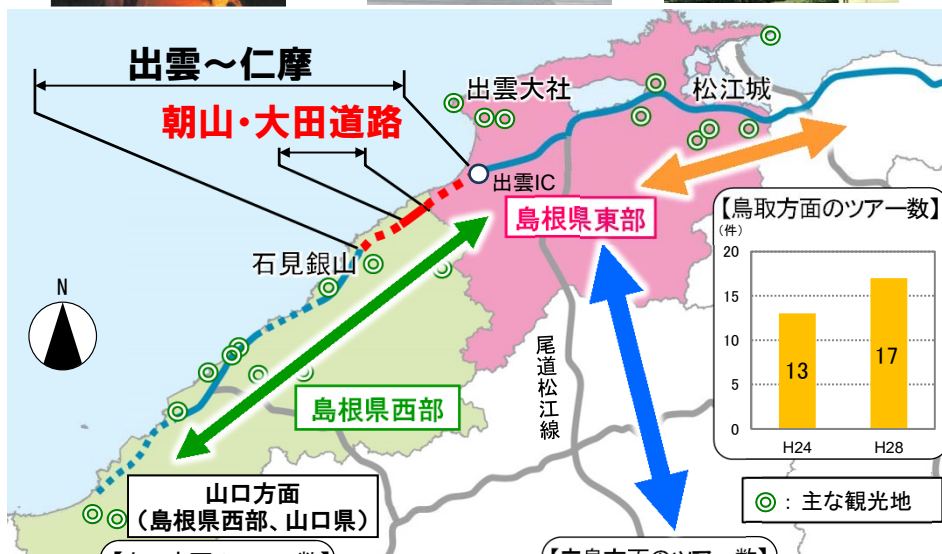 出雲～仁摩
朝山・大田道路
出雲大社
松江城
出雲IC
島根県東部
石見銀山
N
島根県西部
尾道松江線
山口方面
（島根県西部、山口県）
【鳥取方面のツアー数】
（件）
20
15
10
5
0
13
17
H24
H28
：主な観光地